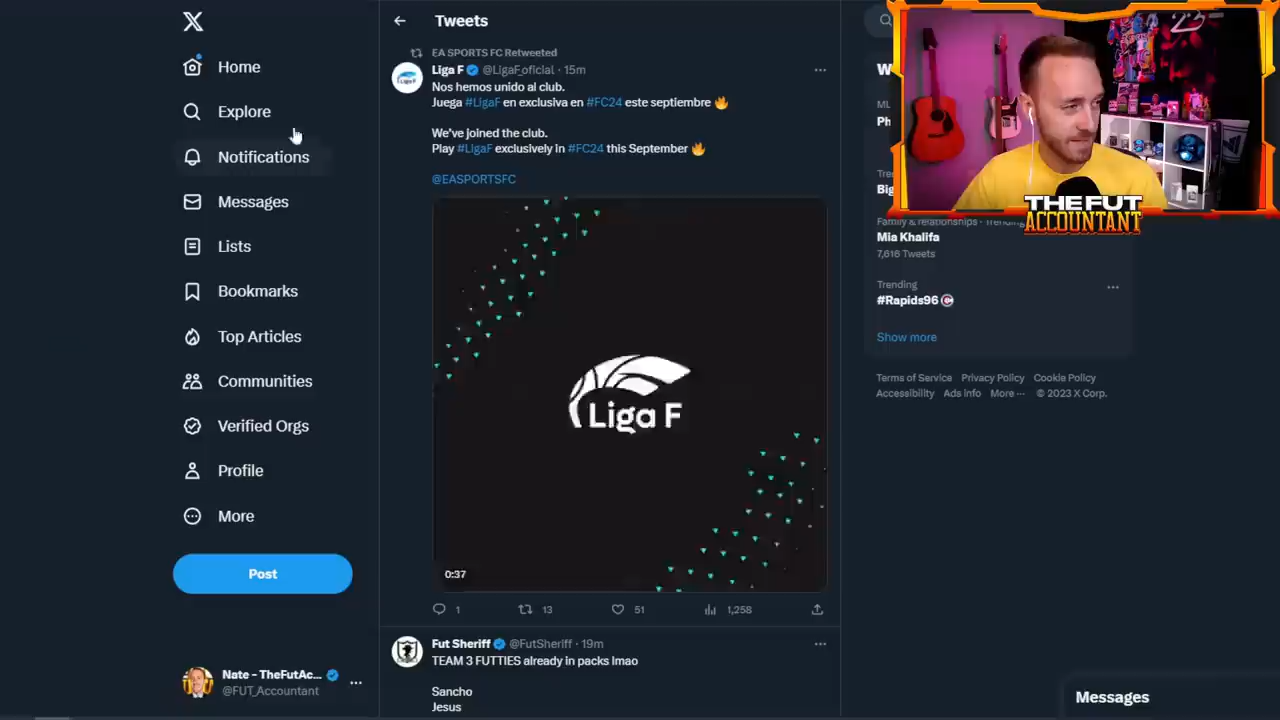 X
Home
Explore
Notifications
Messages
Lists
Bookmarks
Top Articles
Communities
Verified Orgs
Profile
More
Post
Nate - TheFutAc...
@FUT_Accountant
Tweets
EA SPORTS FC Retweeted
Liga F @LigaF_oficial · 15m
Nos hemos unido al club.
Juega #LigaF en exclusiva en #FC24 este septiembre 🔥
We've joined the club.
Play #LigaF exclusively in #FC24 this September 🔥
@EASPORTSFC
Liga F
0:37
1 13 51 1,258
Fut Sheriff @FutSheriff · 19m
TEAM 3 FUTTIES already in packs lmao
Sancho
Jesus
THE FUT
ACCOUNTANT
Family & relationships · Trending
Mia Khalifa
7,616 Tweets
Trending
#Rapids96
Show more
Terms of Service Privacy Policy Cookie Policy
Accessibility Ads info More ··· © 2023 X Corp.
Messages